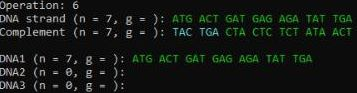 Operation: 6
DNA strand (n = 7, g = ): ATG ACT GAT GAG AGA TAT TGA
Complement (n = 7, g = ): TAC TGA CTA CTC TCT ATA ACT
DNA1 (n = 7, g = ): ATG ACT GAT GAG AGA TAT TGA
DNA2 (n = 0, g = ):
DNA3 (n = 0, g = ):